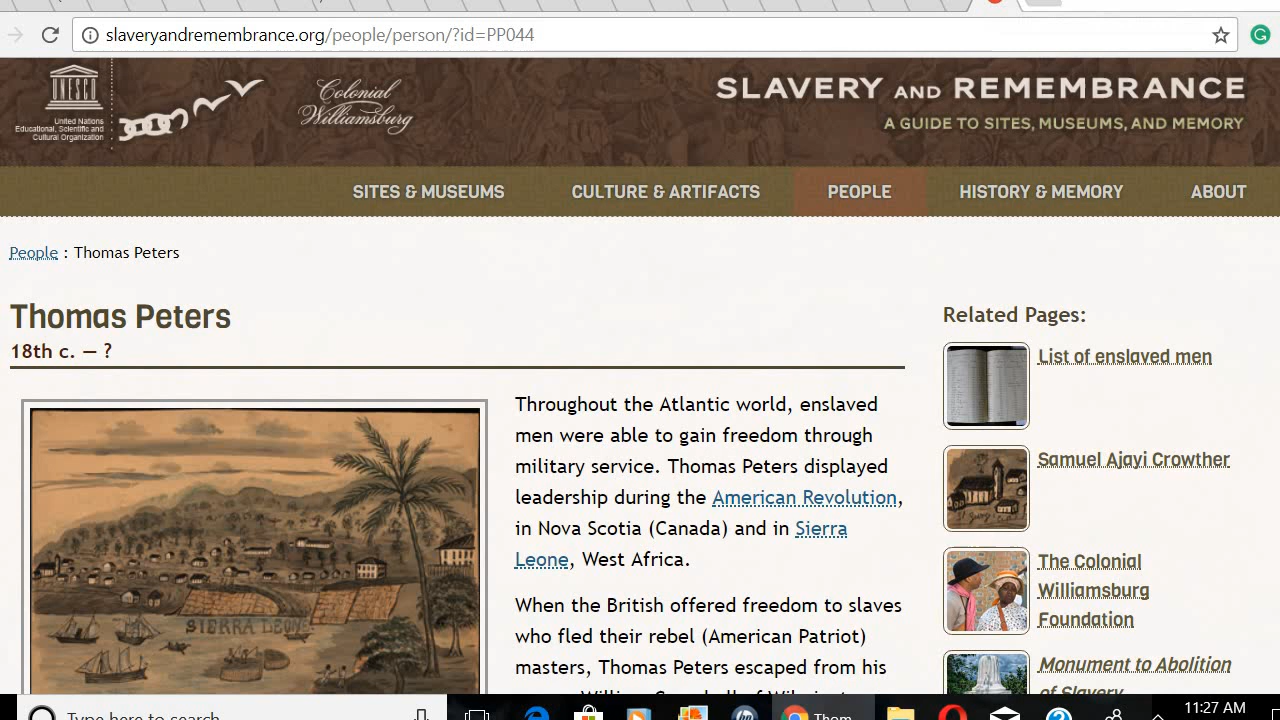 slaveryandremembrance.org/people/person/?id=PP044
United Nations
Educational, Scientific and
Cultural Organization
Colonial
Williamsburg
SLAVERY AND REMEMBRANCE
A GUIDE TO SITES, MUSEUMS, AND MEMORY
SITES & MUSEUMS
CULTURE & ARTIFACTS
PEOPLE
HISTORY & MEMORY
ABOUT
People : Thomas Peters
Thomas Peters
18th c. — ?
SIERRA LEONE
Throughout the Atlantic world, enslaved
men were able to gain freedom through
military service. Thomas Peters displayed
leadership during the American Revolution,
in Nova Scotia (Canada) and in Sierra
Leone, West Africa.
When the British offered freedom to slaves
who fled their rebel (American Patriot)
masters, Thomas Peters escaped from his
Related Pages:
List of enslaved men
Samuel Ajayi Crowther
The Colonial
Williamsburg
Foundation
Monument to Abolition
of Slavery
Type here to search
Thom
11:27 AM